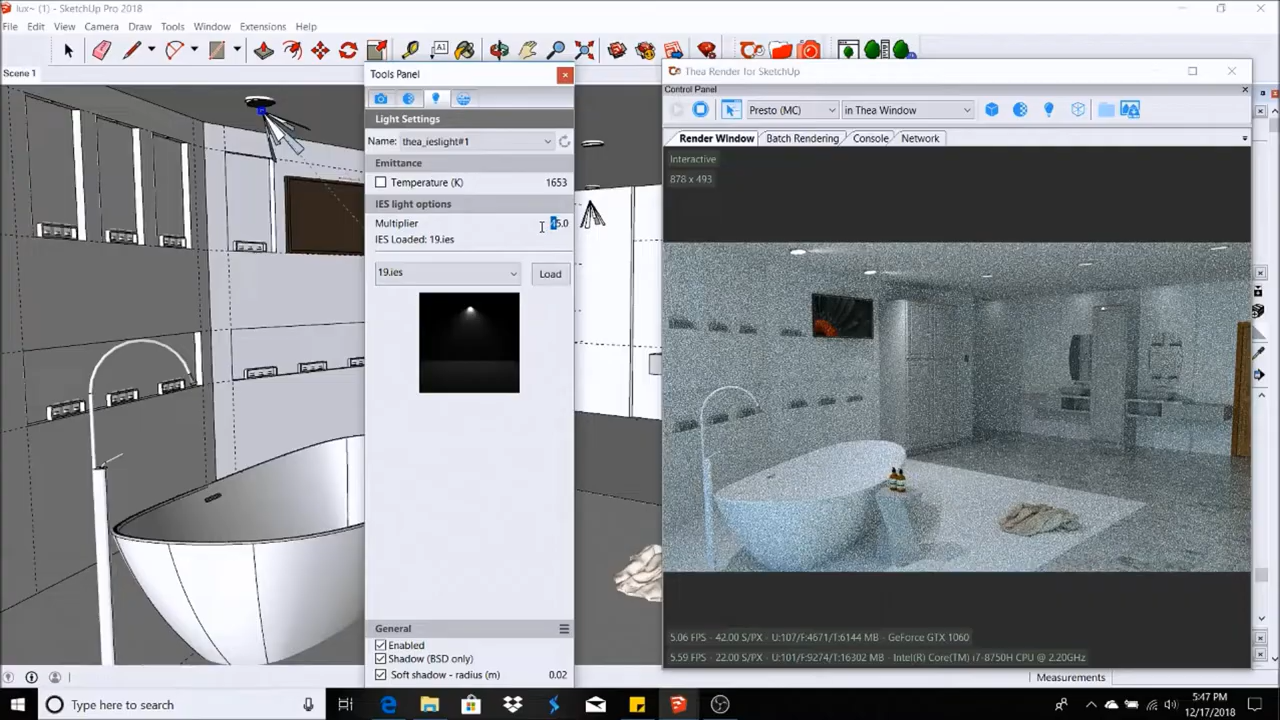 lux~ (1) - SketchUp Pro 2018
File Edit View Camera Draw Tools Window Extensions Help
A1
Scene 1
Tools Panel
Light Settings
Name: thea_ieslight#1
Emittance
Temperature (K) 1653
IES light options
Multiplier 5.0
IES Loaded: 19.ies
19.ies Load
General
Enabled
Shadow (BSD only)
Soft shadow - radius (m) 0.02
Thea Render for SketchUp
Control Panel
Presto (MC) in Thea Window
Render Window Batch Rendering Console Network
Interactive
878 x 493
5.06 FPS - 42.00 S/PX - U:107/F:4671/T:6144 MB - GeForce GTX 1060
5.59 FPS - 22.00 S/PX - U:101/F:9274/T:16302 MB - Intel(R) Core(TM) i7-8750H CPU @ 2.20GHz
Measurements
Type here to search
5:47 PM
12/17/2018